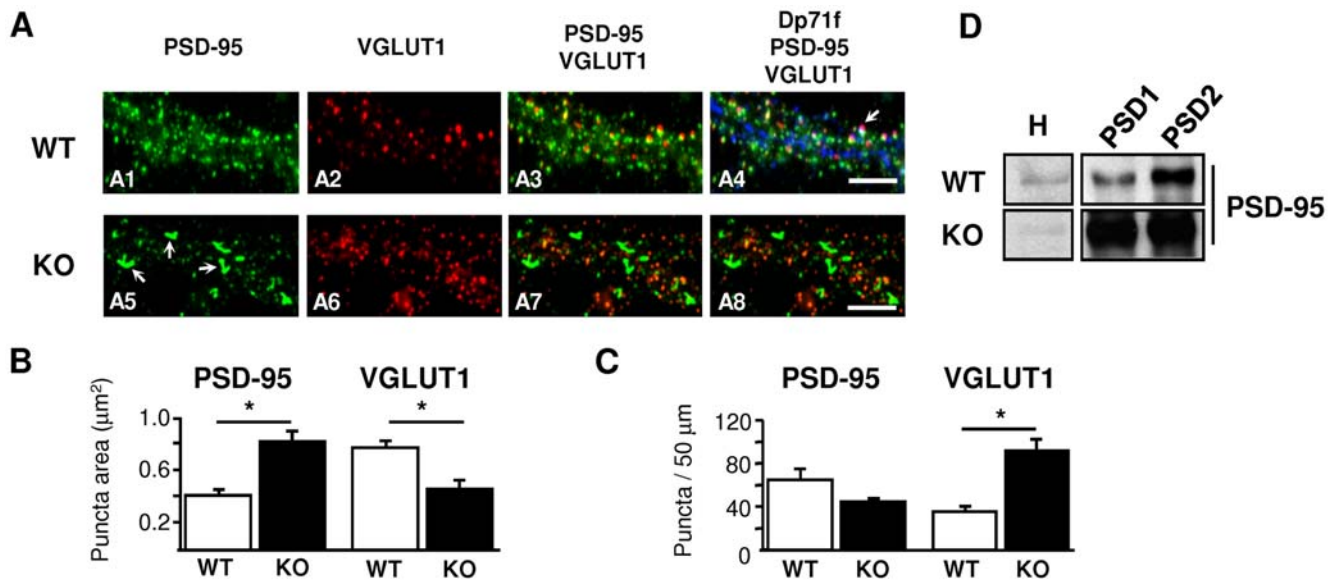 A
PSD-95
VGLUT1
PSD-95
VGLUT1
Dp71f
PSD-95
VGLUT1
WT
A1
A2
A3
A4
KO
A5
A6
A7
A8
D
H
PSD1
PSD2
WT
KO
PSD-95
B
PSD-95
VGLUT1
*
*
Puncta area (µm²)
1.0
0.6
0.2
WT
KO
WT
KO
C
PSD-95
VGLUT1
*
Puncta / 50 µm
120
80
40
0
WT
KO
WT
KO